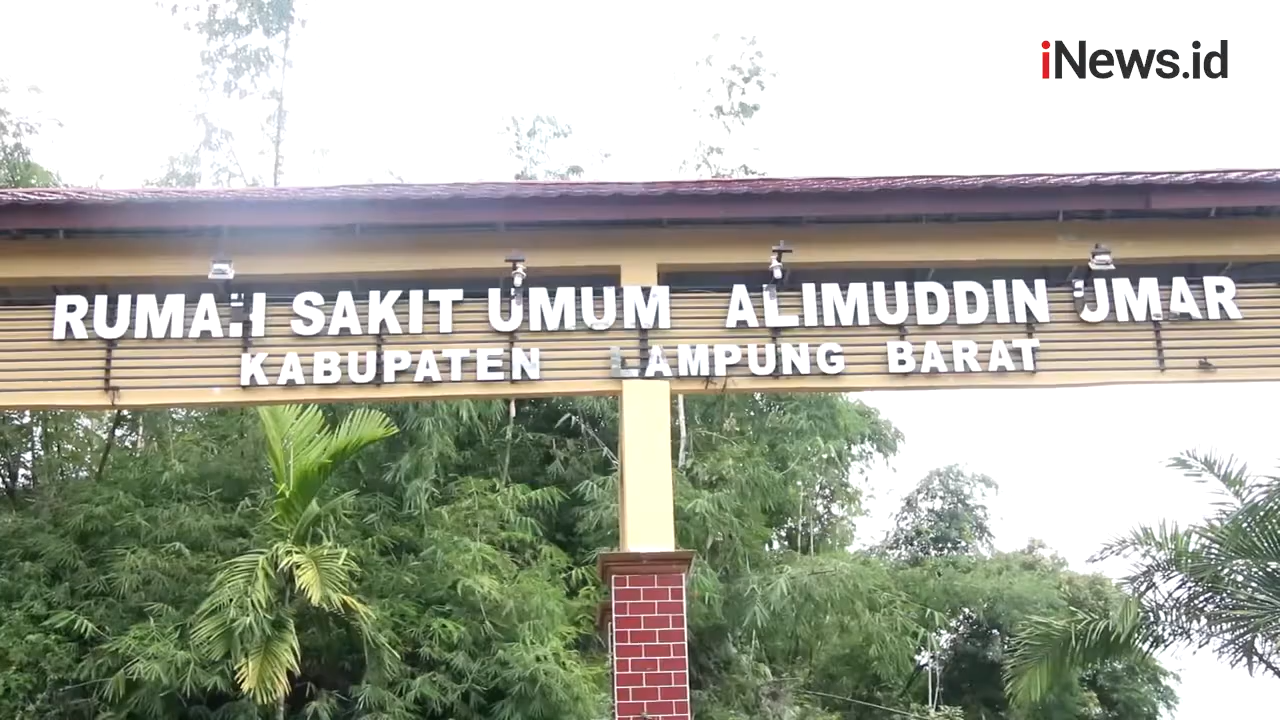 iNews.id
RUMAH SAKIT UMUM ALIMUDDIN UMAR
KABUPATEN LAMPUNG BARAT